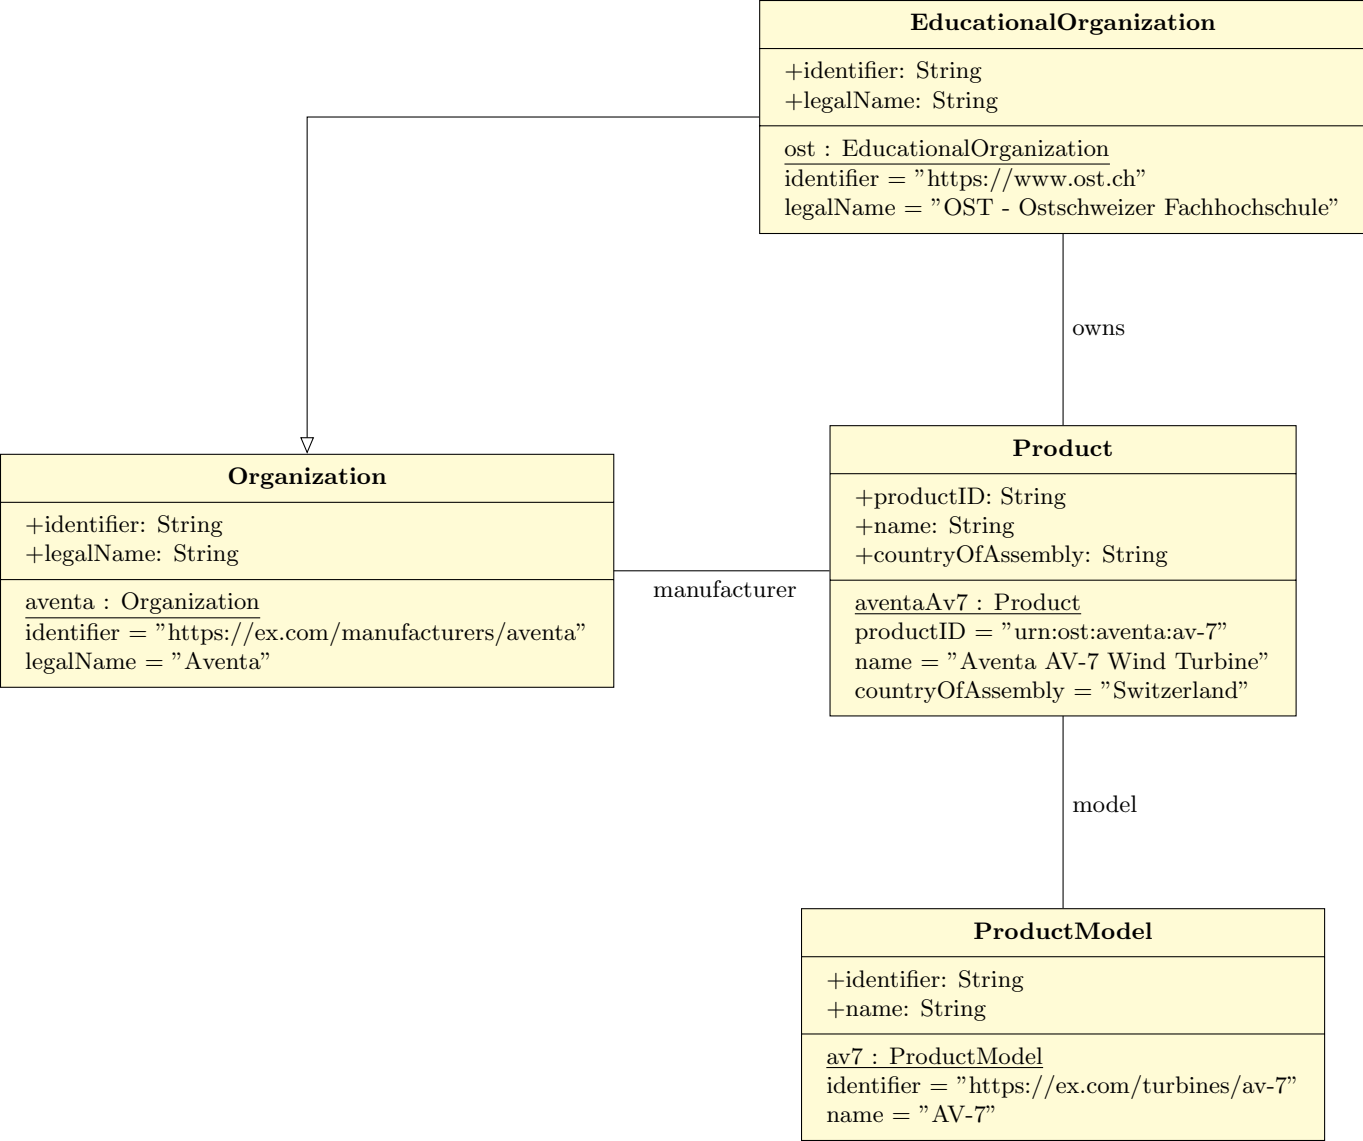 EducationalOrganization
+identifier: String
+legalName: String
ost : EducationalOrganization
identifier = ”https://www.ost.ch”
legalName = ”OST - Ostschweizer Fachhochschule”
owns
Organization
+identifier: String
+legalName: String
aventa : Organization
identifier = ”https://ex.com/manufacturers/aventa”
legalName = ”Aventa”
manufacturer
Product
+productID: String
+name: String
+countryOfAssembly: String
aventaAv7 : Product
productID = ”urn:ost:aventa:av-7”
name = ”Aventa AV-7 Wind Turbine”
countryOfAssembly = ”Switzerland”
model
ProductModel
+identifier: String
+name: String
av7 : ProductModel
identifier = ”https://ex.com/turbines/av-7”
name = ”AV-7”